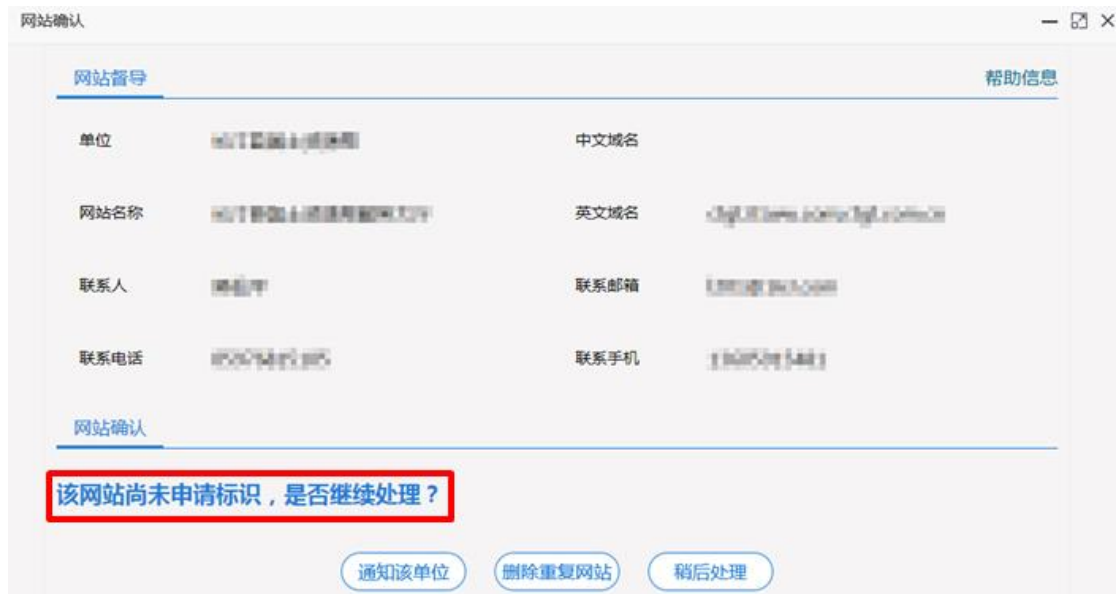 网站确认
网站督导 帮助信息
单位 中文域名
网站名称 英文域名
联系人 联系邮箱
联系电话 联系手机
网站确认
该网站尚未申请标识，是否继续处理？
通知该单位 删除重复网站 稍后处理